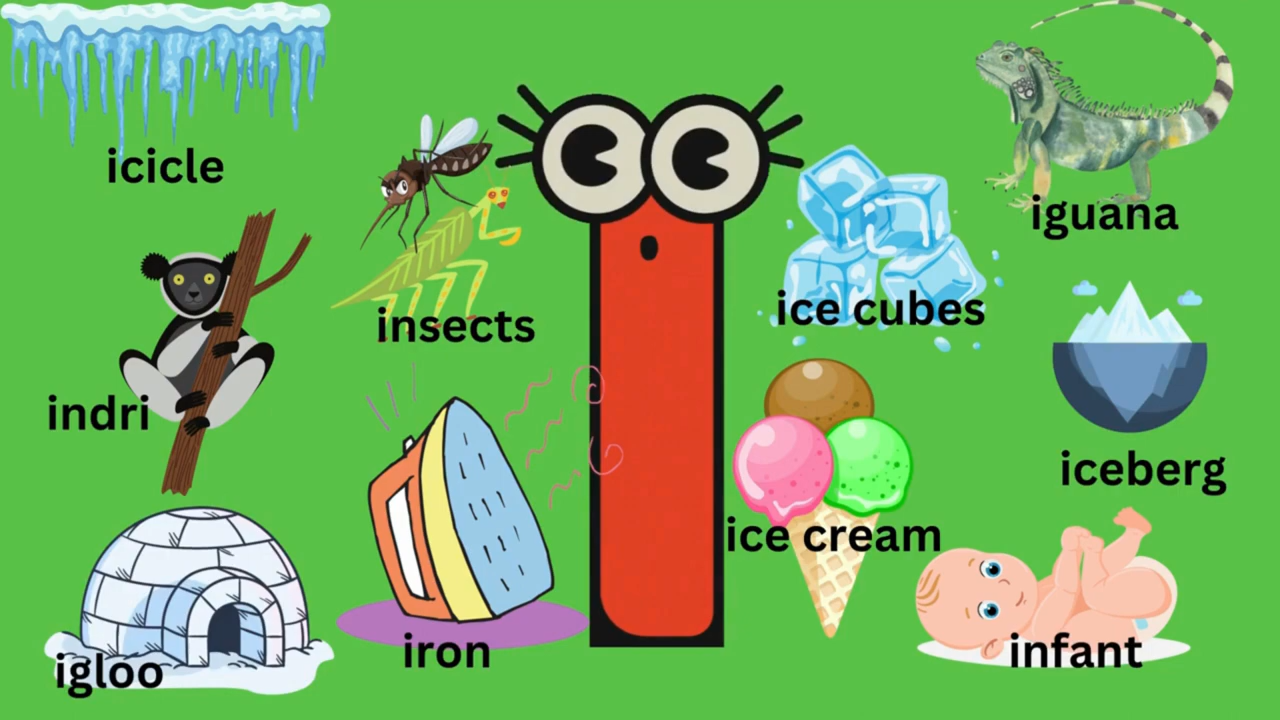 icicle
iguana
insects
ice cubes
indri
iceberg
ice cream
iron
infant
igloo